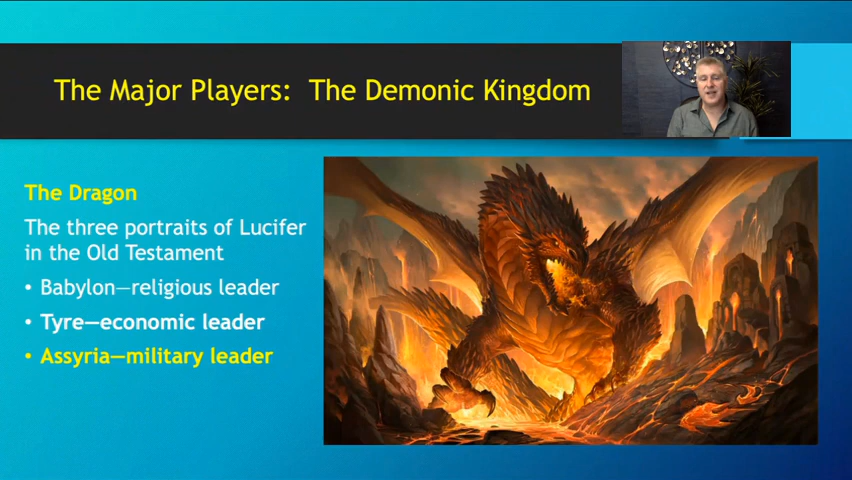 The Major Players:  The Demonic Kingdom
The Dragon
The three portraits of Lucifer
in the Old Testament
• Babylon—religious leader
• Tyre—economic leader
• Assyria—military leader